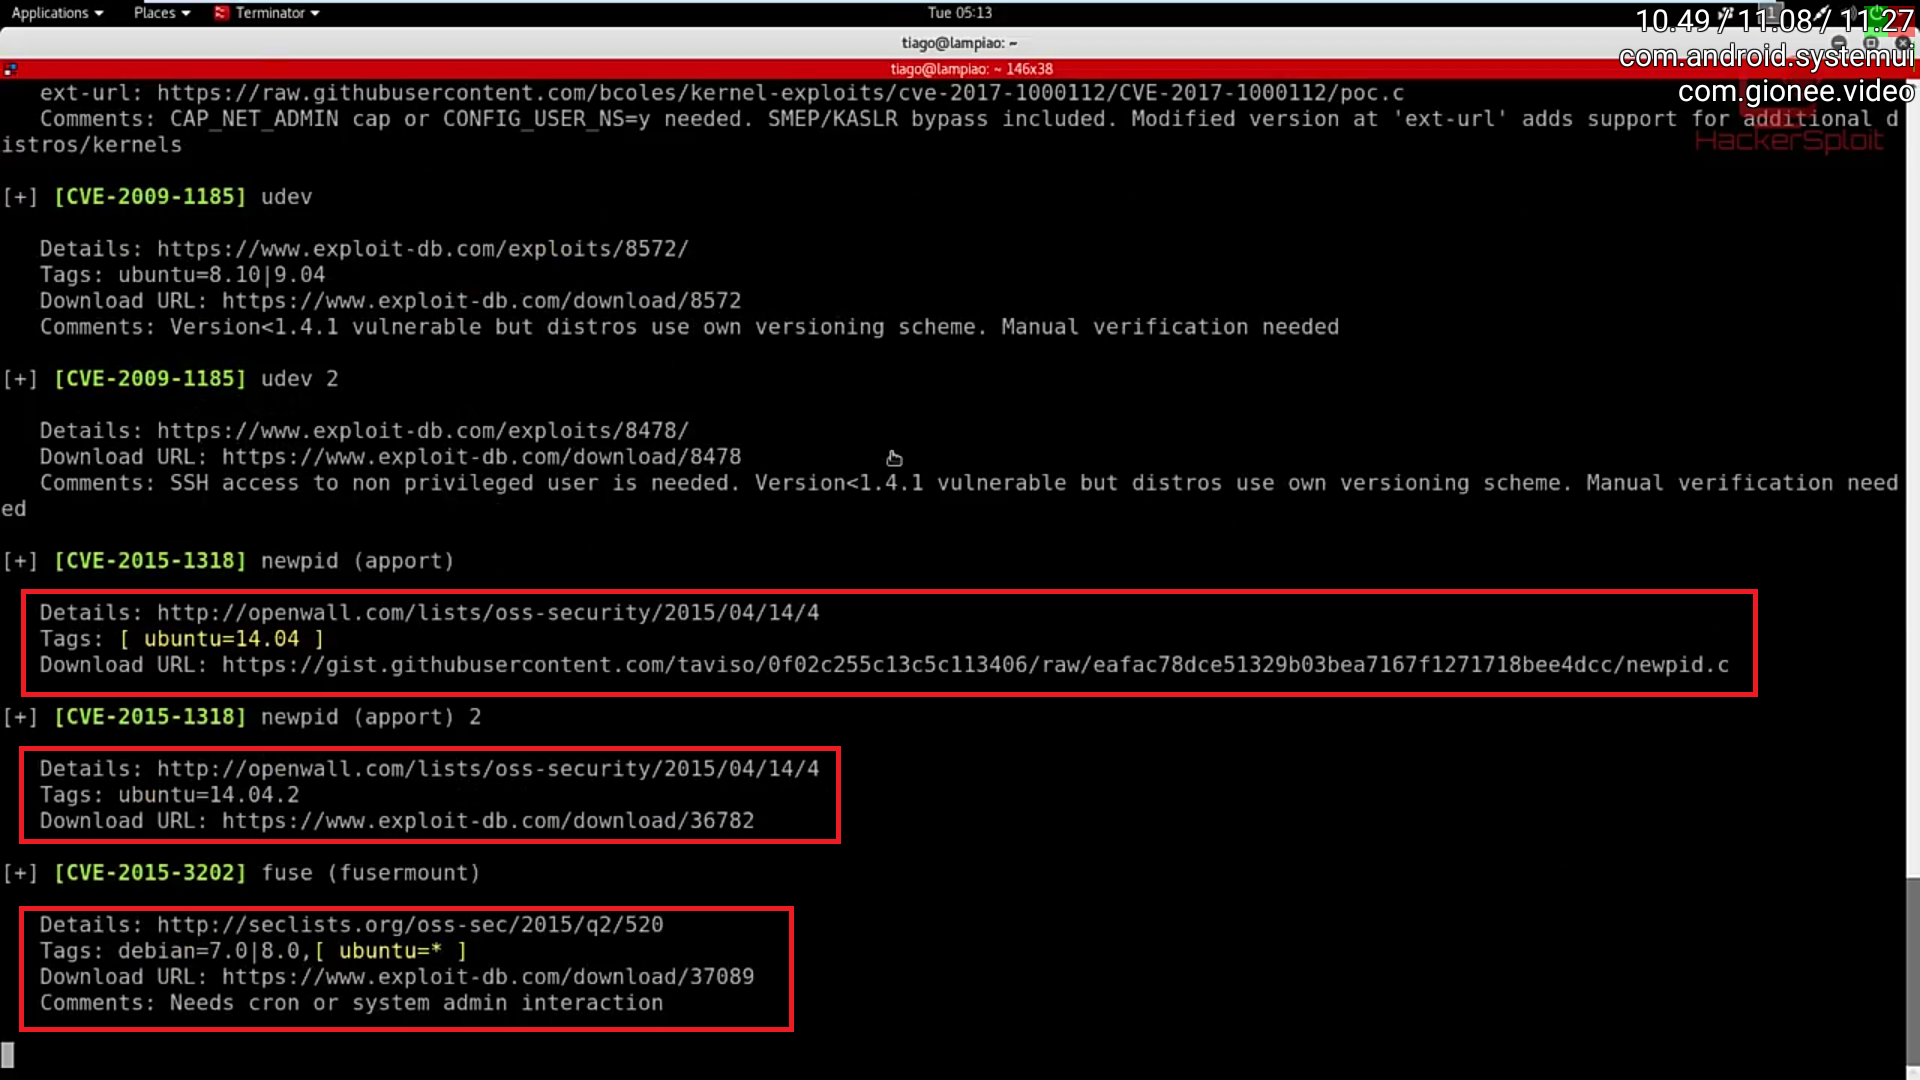 Applications Places Terminator Tue 05:13 1
10.49 / 11.08 / 11.27
tiago@lampiao: ~
com.android.systemui
tiago@lampiao: ~ 146x38
com.gionee.video
ext-url: https://raw.githubusercontent.com/bcoles/kernel-exploits/cve-2017-1000112/CVE-2017-1000112/poc.c
Comments: CAP_NET_ADMIN cap or CONFIG_USER_NS=y needed. SMEP/KASLR bypass included. Modified version at 'ext-url' adds support for additional d
istros/kernels
HackerSploit
[+] [CVE-2009-1185] udev
Details: https://www.exploit-db.com/exploits/8572/
Tags: ubuntu=8.10|9.04
Download URL: https://www.exploit-db.com/download/8572
Comments: Version<1.4.1 vulnerable but distros use own versioning scheme. Manual verification needed
[+] [CVE-2009-1185] udev 2
Details: https://www.exploit-db.com/exploits/8478/
Download URL: https://www.exploit-db.com/download/8478
Comments: SSH access to non privileged user is needed. Version<1.4.1 vulnerable but distros use own versioning scheme. Manual verification need
ed
[+] [CVE-2015-1318] newpid (apport)
Details: http://openwall.com/lists/oss-security/2015/04/14/4
Tags: [ ubuntu=14.04 ]
Download URL: https://gist.githubusercontent.com/taviso/0f02c255c13c5c113406/raw/eafac78dce51329b03bea7167f1271718bee4dcc/newpid.c
[+] [CVE-2015-1318] newpid (apport) 2
Details: http://openwall.com/lists/oss-security/2015/04/14/4
Tags: ubuntu=14.04.2
Download URL: https://www.exploit-db.com/download/36782
[+] [CVE-2015-3202] fuse (fusermount)
Details: http://seclists.org/oss-sec/2015/q2/520
Tags: debian=7.0|8.0,[ ubuntu=* ]
Download URL: https://www.exploit-db.com/download/37089
Comments: Needs cron or system admin interaction